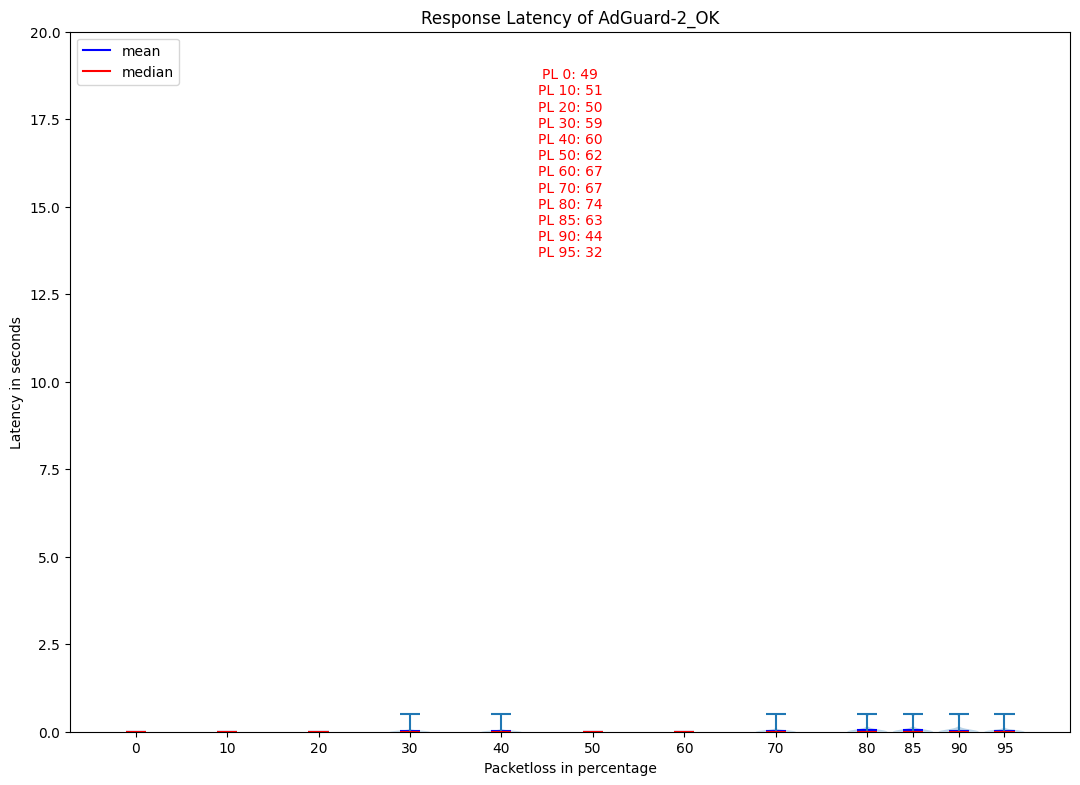 Response Latency of AdGuard-2_OK
mean
median
PL 0: 49
PL 10: 51
PL 20: 50
PL 30: 59
PL 40: 60
PL 50: 62
PL 60: 67
PL 70: 67
PL 80: 74
PL 85: 63
PL 90: 44
PL 95: 32
Latency in seconds
20.0
17.5
15.0
12.5
10.0
7.5
5.0
2.5
0.0
0 10 20 30 40 50 60 70 80 85 90 95
Packetloss in percentage